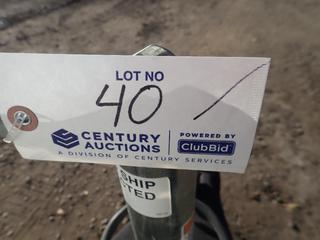 LOT NO
40
CENTURY AUCTIONS
A DIVISION OF CENTURY SERVICES
POWERED BY
ClubBid
SHIP
TED